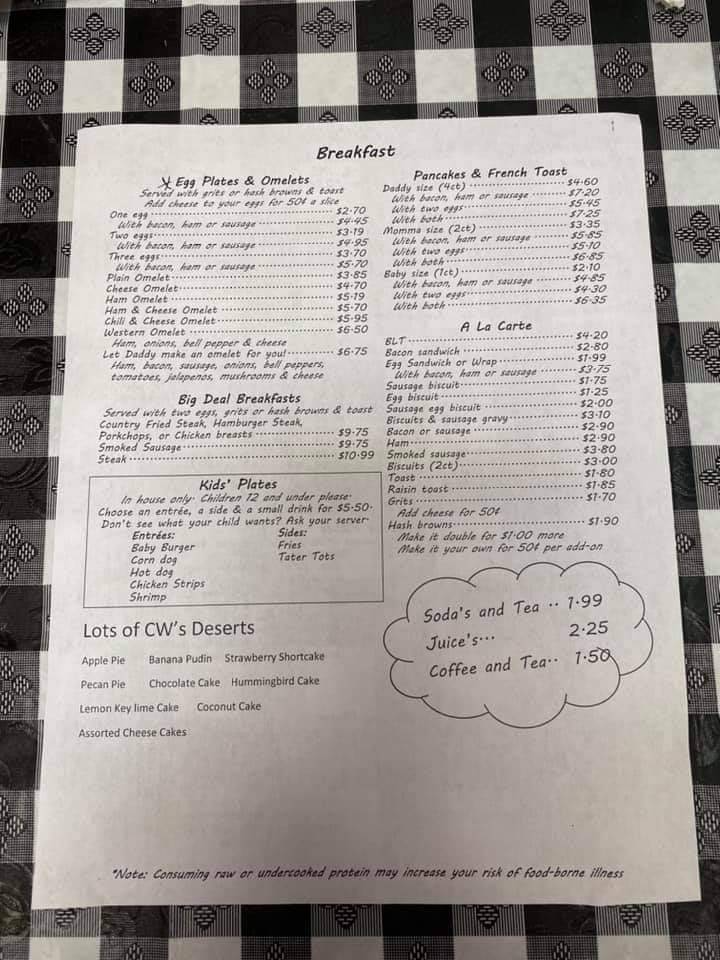 Breakfast
Egg Plates & Omelets
Served with grits or hash browns & toast
Add cheese to your eggs for 50¢ a slice
One egg $2.70
With bacon, ham or sausage $4.45
Two eggs $3.19
With bacon, ham or sausage $4.95
Three eggs $3.70
With bacon, ham or sausage $5.70
Plain Omelet $3.85
Cheese Omelet $4.70
Ham Omelet $5.19
Ham & Cheese Omelet $5.70
Chili & Cheese Omelet $5.95
Western Omelet $6.50
Ham, onions, bell pepper & cheese
Let Daddy make an omelet for you! $6.75
Ham, bacon, sausage, onions, bell peppers,
tomatoes, jalapenos, mushrooms & cheese
Big Deal Breakfasts
Served with two eggs, grits or hash browns & toast
Country Fried Steak, Hamburger Steak,
Porkchops, or Chicken breasts $9.75
Smoked Sausage $9.75
Steak $10.99
Kids' Plates
In house only. Children 12 and under please.
Choose an entrée, a side & a small drink for $5.50.
Don't see what your child wants? Ask your server.
Entrées: Sides:
Baby Burger Fries
Corn dog Tater Tots
Hot dog
Chicken Strips
Shrimp
Lots of CW's Deserts
Apple Pie Banana Pudin Strawberry Shortcake
Pecan Pie Chocolate Cake Hummingbird Cake
Lemon Key lime Cake Coconut Cake
Assorted Cheese Cakes
Pancakes & French Toast
Daddy size (4ct) $4.60
With bacon, ham or sausage $7.20
With two eggs $5.45
With both $7.25
Momma size (2ct) $3.35
With bacon, ham or sausage $5.85
With two eggs $5.10
With both $6.85
Baby size (1ct) $2.10
With bacon, ham or sausage $4.85
With two eggs $4.30
With both $6.35
A La Carte
BLT $4.20
Bacon sandwich $2.80
Egg Sandwich or Wrap $1.99
With bacon, ham or sausage $3.75
Sausage biscuit $1.75
Egg biscuit $1.25
Sausage egg biscuit $2.00
Biscuits & sausage gravy $3.10
Bacon or sausage $2.90
Ham $2.90
Smoked sausage $3.80
Biscuits (2ct) $3.00
Toast $1.80
Raisin toast $1.85
Grits $1.70
Add cheese for 50¢
Hash browns $1.90
Make it double for $1.00 more
Make it your own for 50¢ per add-on
Soda's and Tea .. 1.99
Juice's... 2.25
Coffee and Tea.. 1.50
*Note: Consuming raw or undercooked protein may increase your risk of food-borne illness